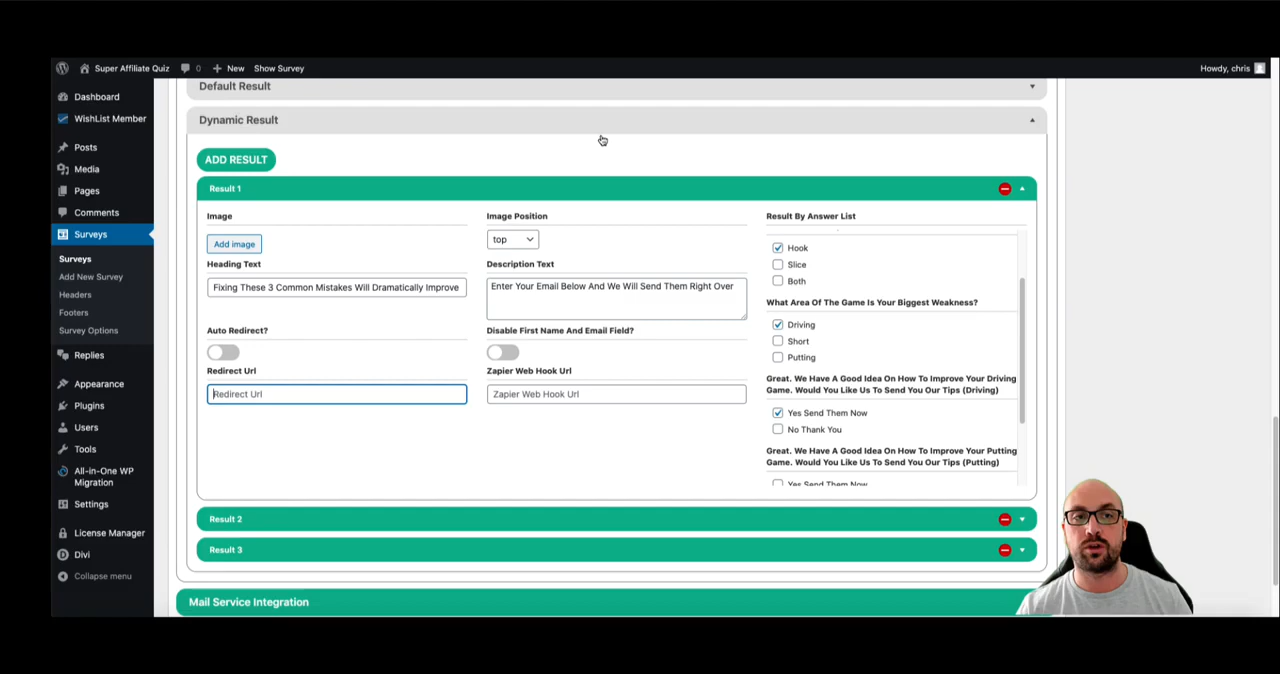 Super Affiliate Quiz
0
New
Show Survey
Howdy, chris
Dashboard
WishList Member
Posts
Media
Pages
Comments
Surveys
Surveys
Add New Survey
Headers
Footers
Survey Options
Replies
Appearance
Plugins
Users
Tools
All-in-One WP
Migration
Settings
License Manager
Divi
Collapse menu
Default Result
Dynamic Result
ADD RESULT
Result 1
Image
Add image
Heading Text
Fixing These 3 Common Mistakes Will Dramatically Improve
Auto Redirect?
Redirect Url
Redirect Url
Image Position
top
Description Text
Enter Your Email Below And We Will Send Them Right Over
Disable First Name And Email Field?
Zapier Web Hook Url
Zapier Web Hook Url
Result By Answer List
Hook
Slice
Both
What Area Of The Game Is Your Biggest Weakness?
Driving
Short
Putting
Great. We Have A Good Idea On How To Improve Your Driving
Game. Would You Like Us To Send You Our Tips (Driving)
Yes Send Them Now
No Thank You
Great. We Have A Good Idea On How To Improve Your Putting
Game. Would You Like Us To Send You Our Tips (Putting)
Yes Send Them Now
Result 2
Result 3
Mail Service Integration